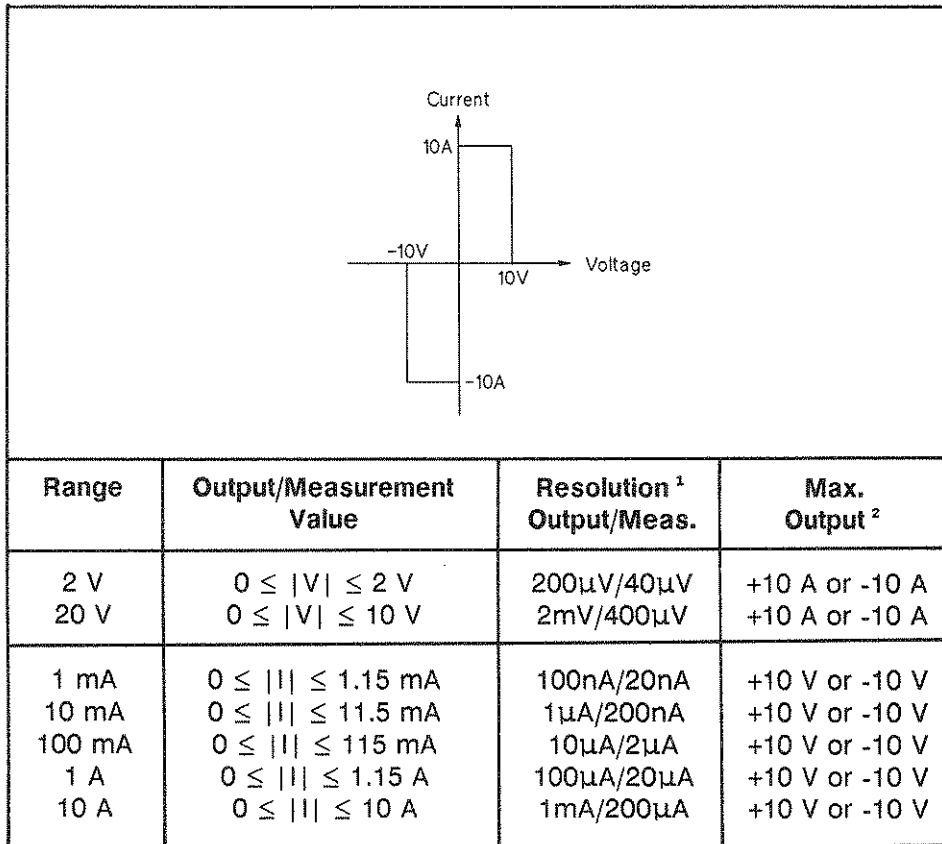 Current
10A
-10V
Voltage
10V
-10A
Range Output/Measurement Value Resolution ¹ Output/Meas. Max. Output ²
2 V 0 ≤ |V| ≤ 2 V 200µV/40µV +10 A or -10 A
20 V 0 ≤ |V| ≤ 10 V 2mV/400µV +10 A or -10 A
1 mA 0 ≤ |I| ≤ 1.15 mA 100nA/20nA +10 V or -10 V
10 mA 0 ≤ |I| ≤ 11.5 mA 1µA/200nA +10 V or -10 V
100 mA 0 ≤ |I| ≤ 115 mA 10µA/2µA +10 V or -10 V
1 A 0 ≤ |I| ≤ 1.15 A 100µA/20µA +10 V or -10 V
10 A 0 ≤ |I| ≤ 10 A 1mA/200µA +10 V or -10 V